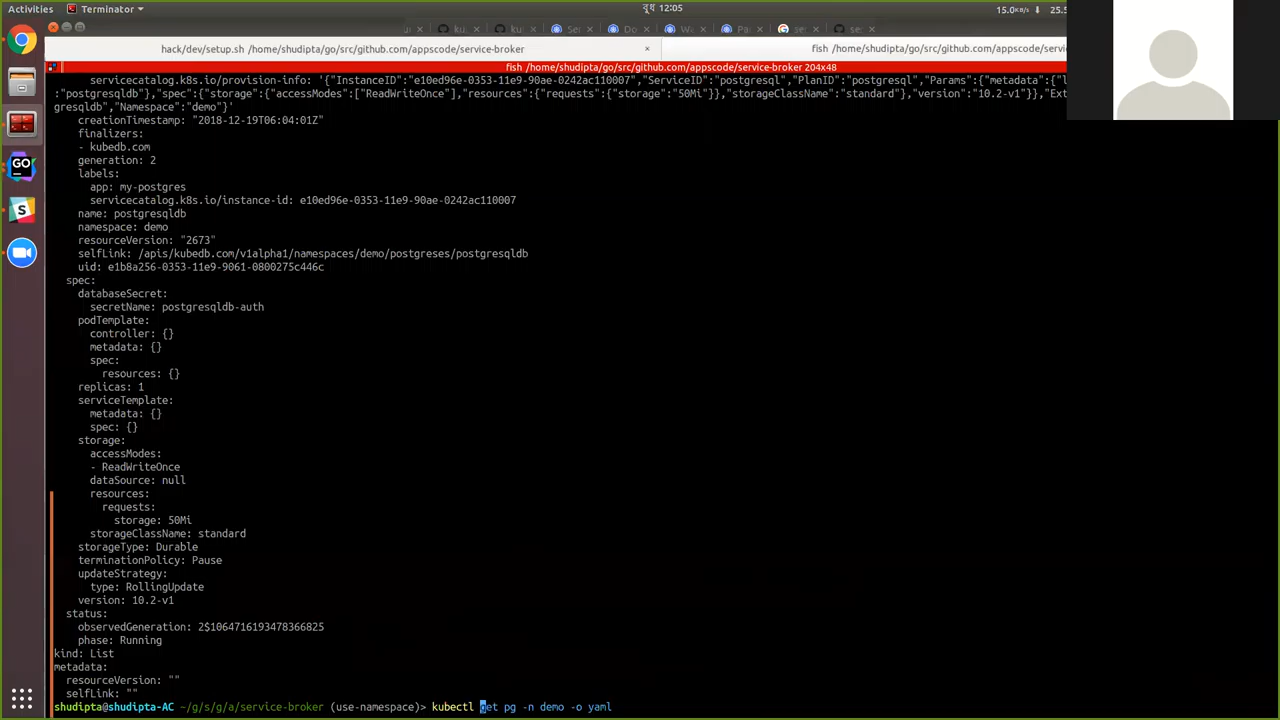 Activities
Terminator
দুধ 12:05
15.0KB/s
25.5
hack/dev/setup.sh /home/shudipta/go/src/github.com/appscode/service-broker
fish /home/shudipta/go/src/github.com/appscode/service-
fish /home/shudipta/go/src/github.com/appscode/service-broker 204x48
servicecatalog.k8s.io/provision-info: '{"InstanceID":"e10ed96e-0353-11e9-90ae-0242ac110007","ServiceID":"postgresql","PlanID":"postgresql","Params":{"metadata":{"l
:"postgresdb"},"spec":{"storage":{"accessModes":["ReadWriteOnce"],"resources":{"requests":{"storage":"50Mi"}},"storageClassName":"standard"},"version":"10.2-v1"}},"Ext
gresqldb","Namespace":"demo"}'
creationTimestamp: "2018-12-19T06:04:01Z"
finalizers:
- kubedb.com
generation: 2
labels:
app: my-postgres
servicecatalog.k8s.io/instance-id: e10ed96e-0353-11e9-90ae-0242ac110007
name: postgresqldb
namespace: demo
resourceVersion: "2673"
selfLink: /apis/kubedb.com/v1alpha1/namespaces/demo/postgreses/postgresqldb
uid: e1b8a256-0353-11e9-9061-0800275c446c
spec:
databaseSecret:
secretName: postgresqldb-auth
podTemplate:
controller: {}
metadata: {}
spec:
resources: {}
replicas: 1
serviceTemplate:
metadata: {}
spec: {}
storage:
accessModes:
- ReadWriteOnce
dataSource: null
resources:
requests:
storage: 50Mi
storageClassName: standard
storageType: Durable
terminationPolicy: Pause
updateStrategy:
type: RollingUpdate
version: 10.2-v1
status:
observedGeneration: 2$1064716193478366825
phase: Running
kind: List
metadata:
resourceVersion: ""
selfLink: ""
shudipta@shudipta-AC ~/g/s/g/a/service-broker (use-namespace)> kubectl get pg -n demo -o yaml